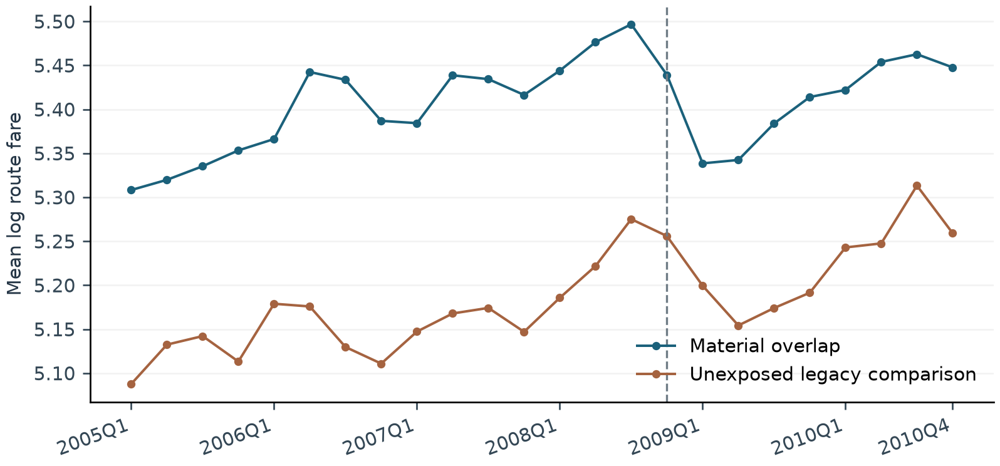 Mean log route fare
5.50
5.45
5.40
5.35
5.30
5.25
5.20
5.15
5.10
Material overlap
Unexposed legacy comparison
2005Q1
2006Q1
2007Q1
2008Q1
2009Q1
2010Q1
2010Q4